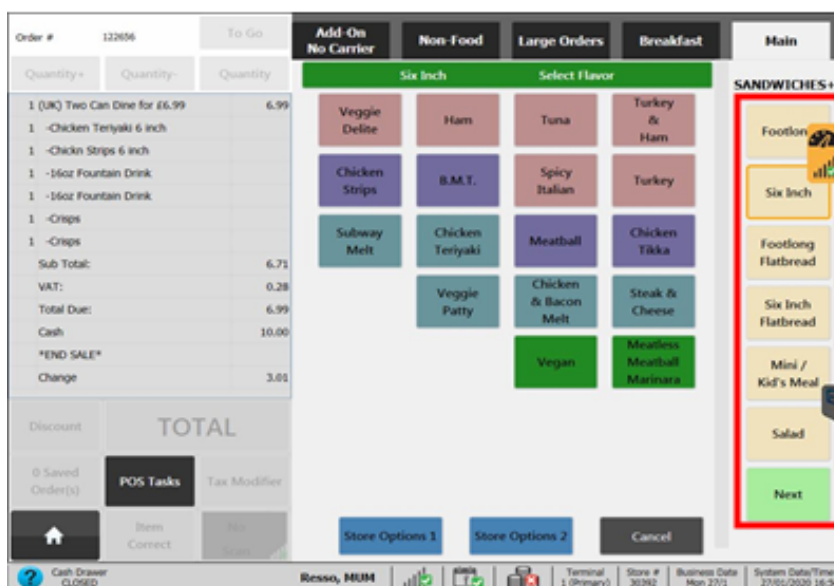 Order # 122656 To Go
Quantity+ Quantity- Quantity
1 (UK) Two Can Dine for £6.99 6.99
1 -Chicken Teriyaki 6 inch
1 -Chickn Strips 6 inch
1 -16oz Fountain Drink
1 -16oz Fountain Drink
1 -Crisps
1 -Crisps
Sub Total: 6.71
VAT: 0.28
Total Due: 6.99
Cash 10.00
*END SALE*
Change 3.01
Discount TOTAL
0 Saved
Order(s)
POS Tasks
Tax Modifier
Item
Correct
No
Scan
Add-On
No Carrier
Non-Food
Large Orders
Breakfast
Main
Six Inch Select Flavor
Veggie
Delite
Ham
Tuna
Turkey
&
Ham
Chicken
Strips
B.M.T.
Spicy
Italian
Turkey
Subway
Melt
Chicken
Teriyaki
Meatball
Chicken
Tikka
Veggie
Patty
Chicken
& Bacon
Melt
Steak &
Cheese
Vegan
Meatless
Meatball
Marinara
Store Options 1
Store Options 2
Cancel
SANDWICHES+
Footlon
Six Inch
Footlong
Flatbread
Six Inch
Flatbread
Mini /
Kid's Meal
Salad
Next
? Cash Drawer
CLOSED
Resso, MUM
Terminal
1 (Primary)
Store #
30392
Business Date
Mon 27/1
System Date/Time
27/01/2020